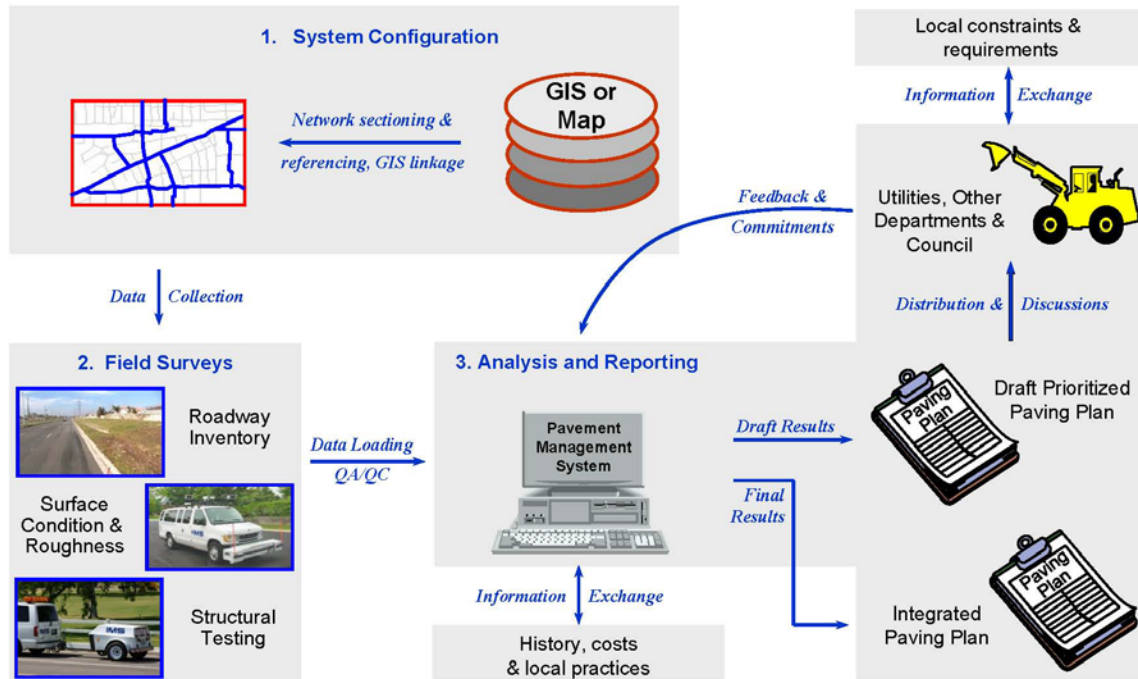 1. System Configuration
GIS or
Map
Network sectioning &
referencing, GIS linkage
Local constraints &
requirements
Information Exchange
Utilities, Other
Departments &
Council
Feedback &
Commitments
Distribution & Discussions
Data Collection
2. Field Surveys
Roadway
Inventory
Surface
Condition &
Roughness
IMS
Structural
Testing
IMS
Data Loading
QA/QC
3. Analysis and Reporting
Pavement
Management
System
Draft Results
Final
Results
Paving
Plan
Draft Prioritized
Paving Plan
Paving
Plan
Integrated
Paving Plan
Information Exchange
History, costs
& local practices